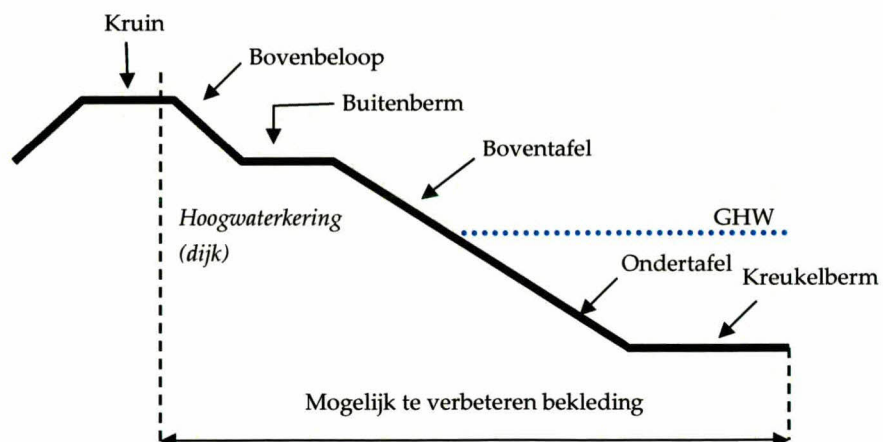 Kruin
Bovenbeloop
Buitenberm
Boventafel
Hoogwaterkering
(dijk)
GHW
Ondertafel
Kreukelberm
Mogelijk te verbeteren bekleding